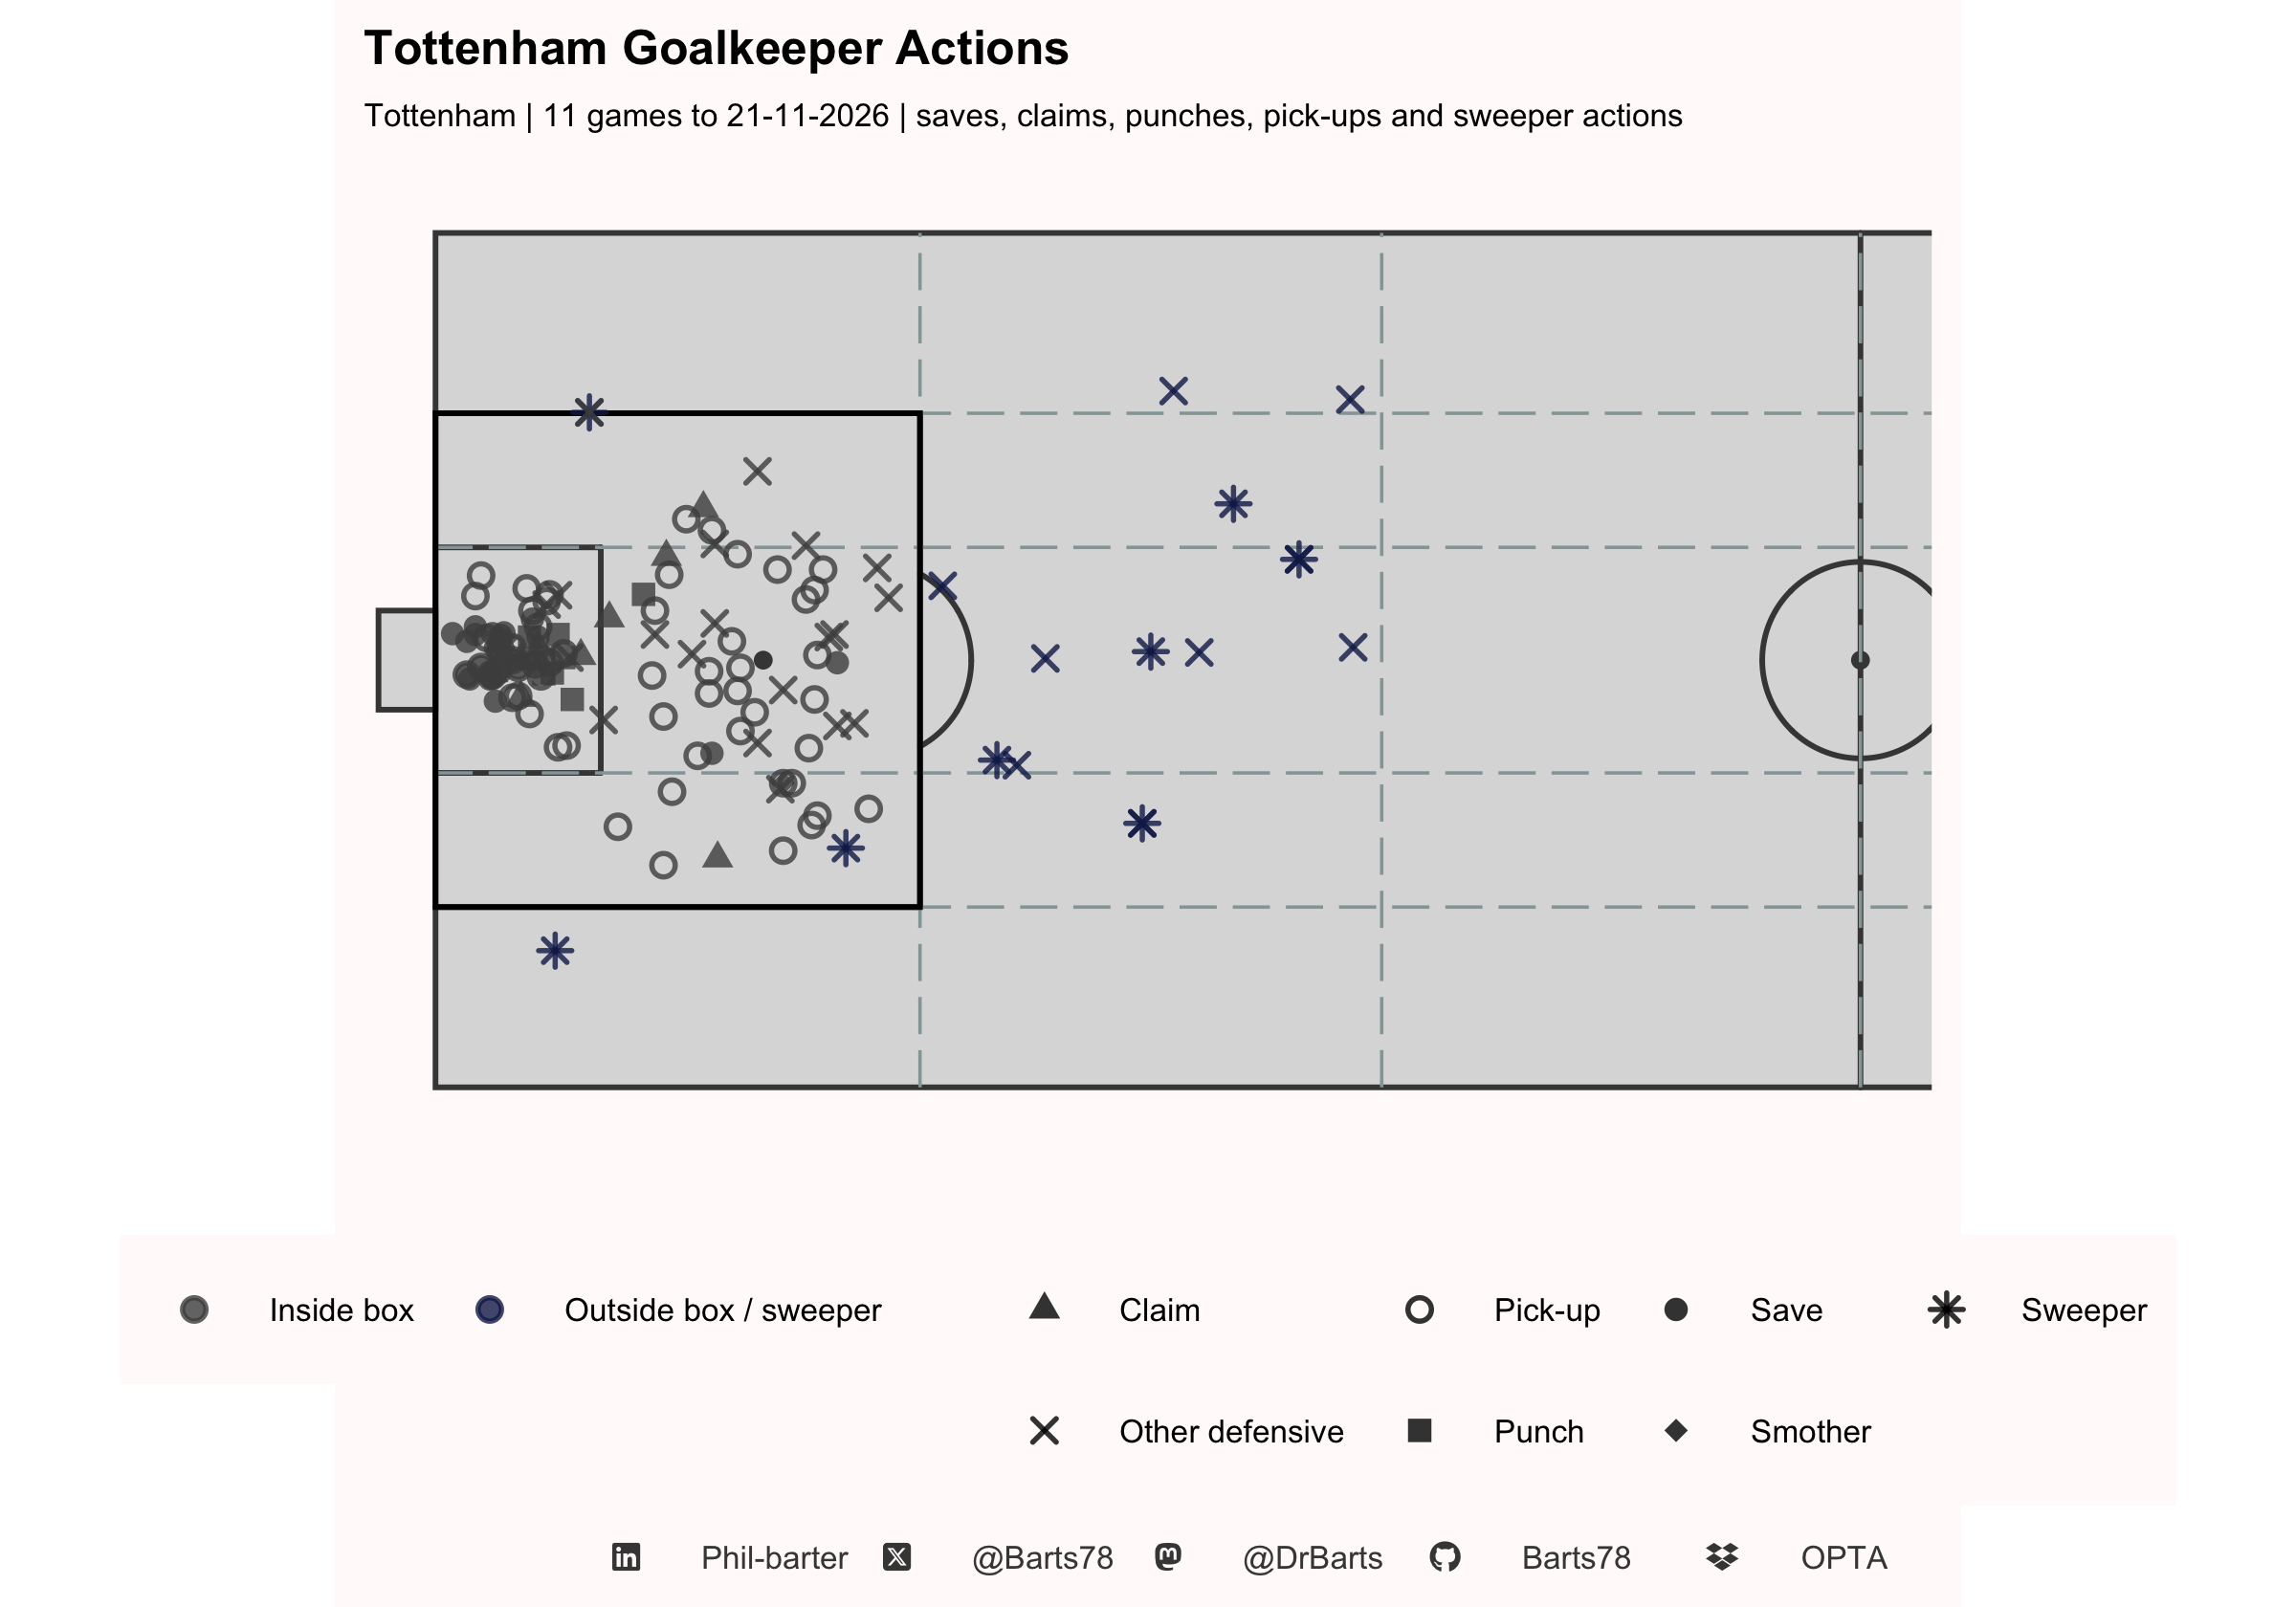 Tottenham Goalkeeper Actions
Tottenham | 11 games to 21-11-2026 | saves, claims, punches, pick-ups and sweeper actions
Inside box Outside box / sweeper Claim Pick-up Save Sweeper
Other defensive Punch Smother
Phil-barter @Barts78 @DrBarts Barts78 OPTA